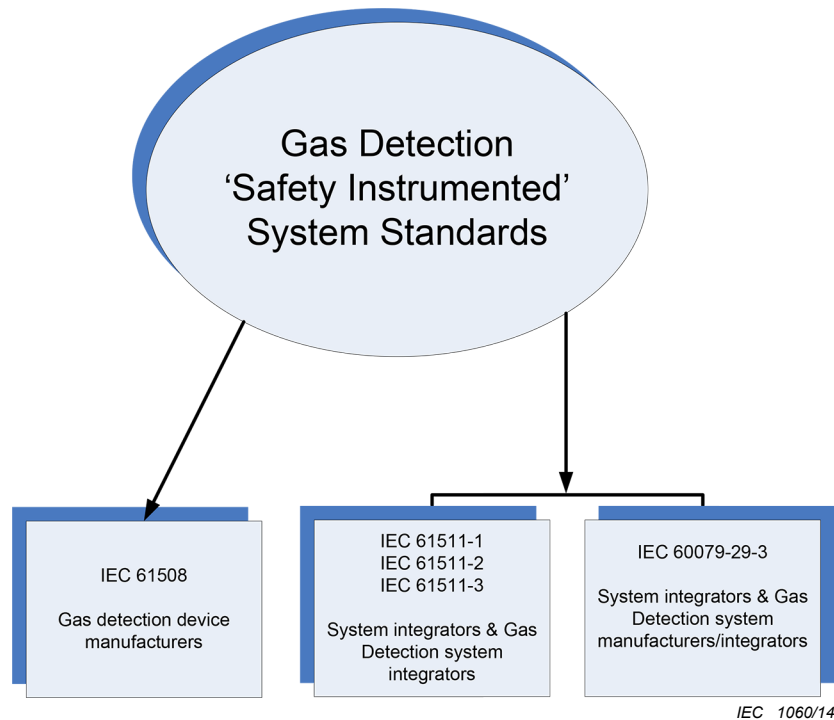 Gas Detection
‘Safety Instrumented’
System Standards
IEC 61508
Gas detection device
manufacturers
IEC 61511-1
IEC 61511-2
IEC 61511-3
System integrators & Gas
Detection system
integrators
IEC 60079-29-3
System integrators & Gas
Detection system
manufacturers/integrators
IEC 1060/14